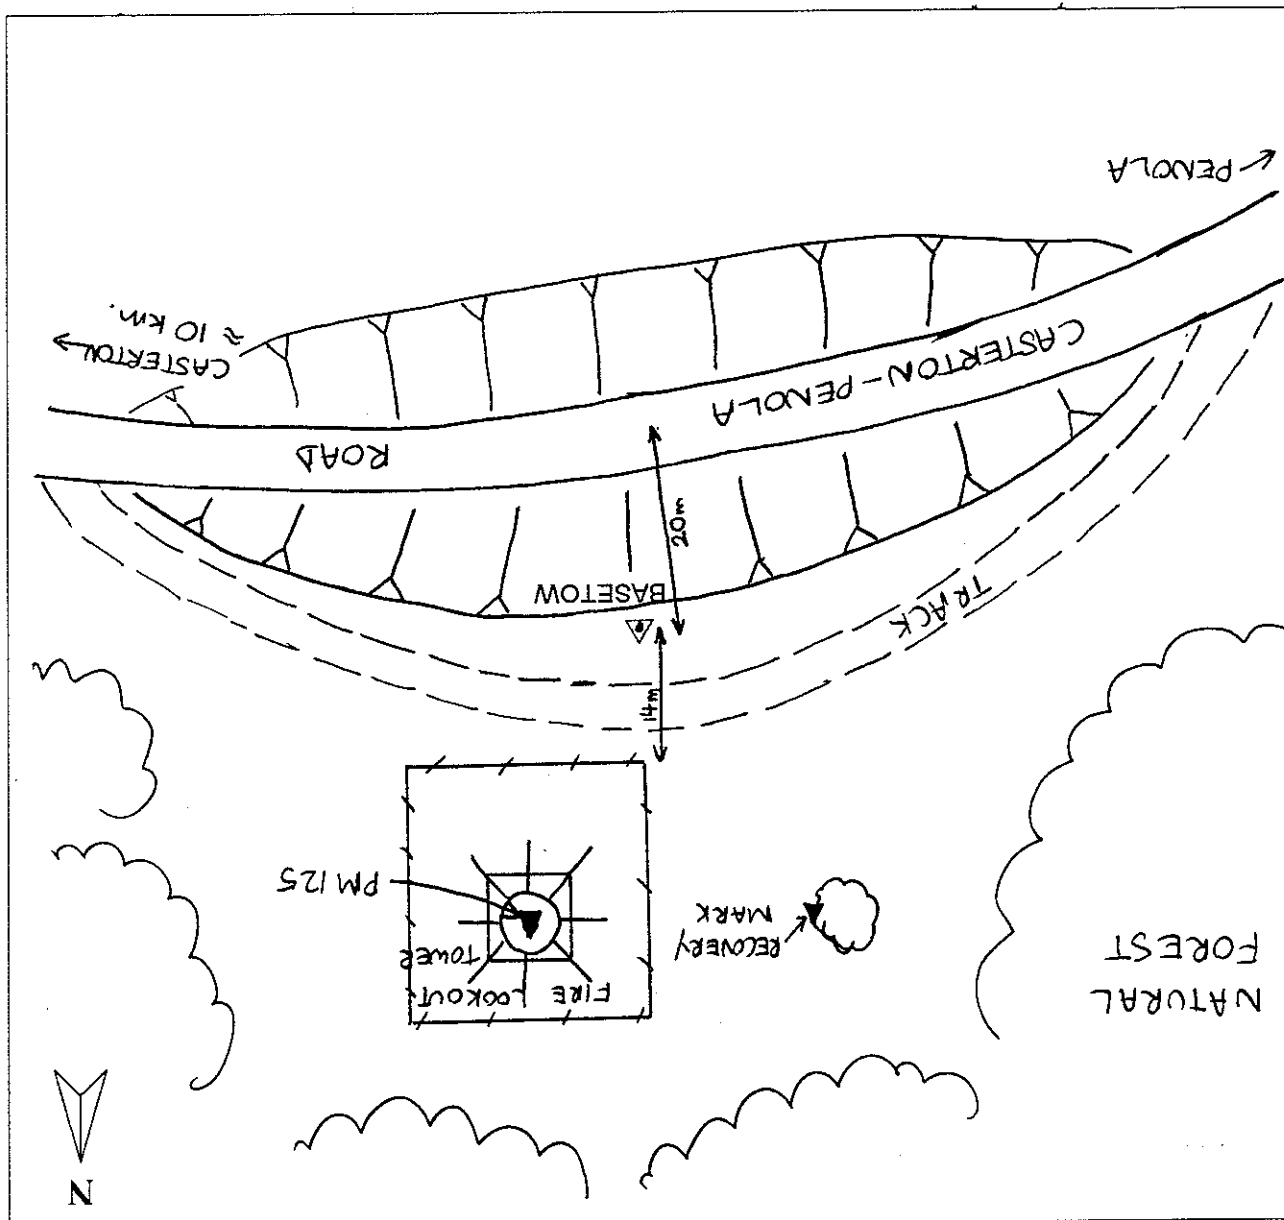 N
NATURAL
FOREST
FIRE LOOKOUT
TOWER
RECOVERY
MARK
PM 125
14m
TRACK
BASETOW
20m
CASTERTON - PENOLA ROAD
CASTERTON
≈ 10 km.
PENOLA